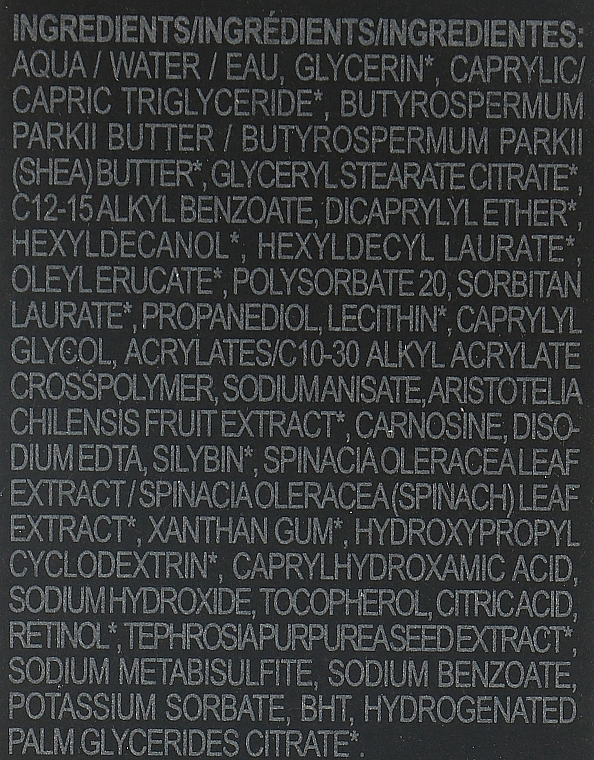 INGREDIENTS/INGRÉDIENTS/INGREDIENTES:
AQUA / WATER / EAU, GLYCERIN*, CAPRYLIC/
CAPRIC TRIGLYCERIDE*, BUTYROSPERMUM
PARKII BUTTER / BUTYROSPERMUM PARKII
(SHEA) BUTTER*, GLYCERYL STEARATE CITRATE*,
C12-15 ALKYL BENZOATE, DICAPRYLYL ETHER*,
HEXYLDECANOL*, HEXYLDECYL LAURATE*,
OLEYL ERUCATE*, POLYSORBATE 20, SORBITAN
LAURATE*, PROPANEDIOL, LECITHIN*, CAPRYLYL
GLYCOL, ACRYLATES/C10-30 ALKYL ACRYLATE
CROSSPOLYMER, SODIUM ANISATE, ARISTOTELIA
CHILENSIS FRUIT EXTRACT*, CARNOSINE, DISO-
DIUM EDTA, SILYBIN*, SPINACIA OLERACEA LEAF
EXTRACT / SPINACIA OLERACEA (SPINACH) LEAF
EXTRACT*, XANTHAN GUM*, HYDROXYPROPYL
CYCLODEXTRIN*, CAPRYLHYDROXAMIC ACID,
SODIUM HYDROXIDE, TOCOPHEROL, CITRIC ACID,
RETINOL*, TEPHROSIA PURPUREA SEED EXTRACT*,
SODIUM METABISULFITE, SODIUM BENZOATE,
POTASSIUM SORBATE, BHT, HYDROGENATED
PALM GLYCERIDES CITRATE*.